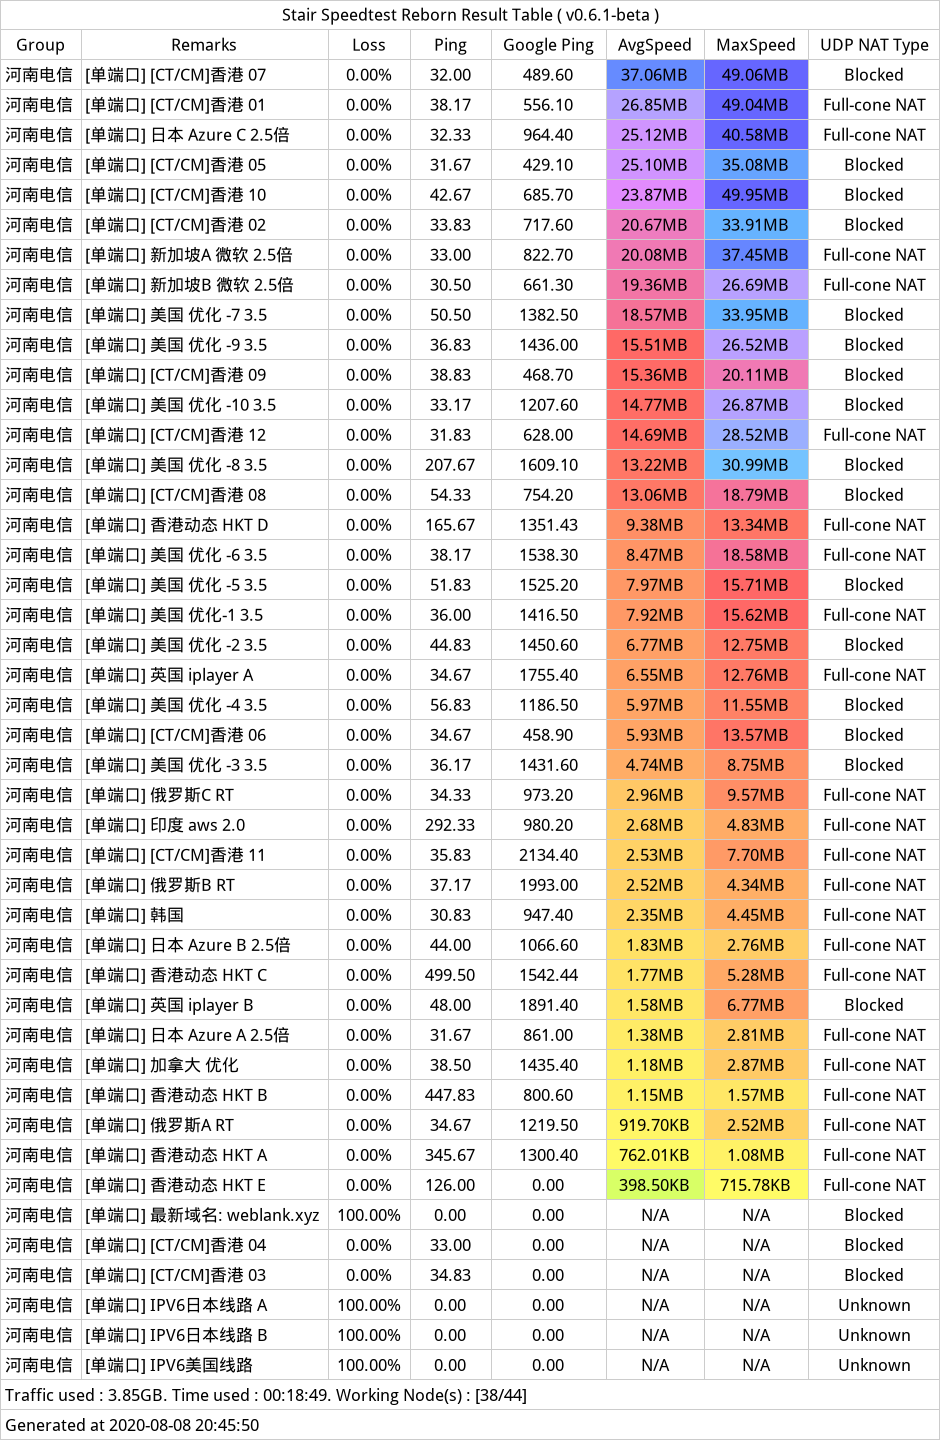 Stair Speedtest Reborn Result Table ( v0.6.1-beta )
Group Remarks Loss Ping Google Ping AvgSpeed MaxSpeed UDP NAT Type
河南电信 [单端口] [CT/CM]香港 07 0.00% 32.00 489.60 37.06MB 49.06MB Blocked
河南电信 [单端口] [CT/CM]香港 01 0.00% 38.17 556.10 26.85MB 49.04MB Full-cone NAT
河南电信 [单端口] 日本 Azure C 2.5倍 0.00% 32.33 964.40 25.12MB 40.58MB Full-cone NAT
河南电信 [单端口] [CT/CM]香港 05 0.00% 31.67 429.10 25.10MB 35.08MB Blocked
河南电信 [单端口] [CT/CM]香港 10 0.00% 42.67 685.70 23.87MB 49.95MB Blocked
河南电信 [单端口] [CT/CM]香港 02 0.00% 33.83 717.60 20.67MB 33.91MB Blocked
河南电信 [单端口] 新加坡A 微软 2.5倍 0.00% 33.00 822.70 20.08MB 37.45MB Full-cone NAT
河南电信 [单端口] 新加坡B 微软 2.5倍 0.00% 30.50 661.30 19.36MB 26.69MB Full-cone NAT
河南电信 [单端口] 美国 优化 -7 3.5 0.00% 50.50 1382.50 18.57MB 33.95MB Blocked
河南电信 [单端口] 美国 优化 -9 3.5 0.00% 36.83 1436.00 15.51MB 26.52MB Blocked
河南电信 [单端口] [CT/CM]香港 09 0.00% 38.83 468.70 15.36MB 20.11MB Blocked
河南电信 [单端口] 美国 优化 -10 3.5 0.00% 33.17 1207.60 14.77MB 26.87MB Blocked
河南电信 [单端口] [CT/CM]香港 12 0.00% 31.83 628.00 14.69MB 28.52MB Full-cone NAT
河南电信 [单端口] 美国 优化 -8 3.5 0.00% 207.67 1609.10 13.22MB 30.99MB Blocked
河南电信 [单端口] [CT/CM]香港 08 0.00% 54.33 754.20 13.06MB 18.79MB Blocked
河南电信 [单端口] 香港动态 HKT D 0.00% 165.67 1351.43 9.38MB 13.34MB Full-cone NAT
河南电信 [单端口] 美国 优化 -6 3.5 0.00% 38.17 1538.30 8.47MB 18.58MB Full-cone NAT
河南电信 [单端口] 美国 优化 -5 3.5 0.00% 51.83 1525.20 7.97MB 15.71MB Blocked
河南电信 [单端口] 美国 优化-1 3.5 0.00% 36.00 1416.50 7.92MB 15.62MB Full-cone NAT
河南电信 [单端口] 美国 优化 -2 3.5 0.00% 44.83 1450.60 6.77MB 12.75MB Blocked
河南电信 [单端口] 英国 iplayer A 0.00% 34.67 1755.40 6.55MB 12.76MB Full-cone NAT
河南电信 [单端口] 美国 优化 -4 3.5 0.00% 56.83 1186.50 5.97MB 11.55MB Blocked
河南电信 [单端口] [CT/CM]香港 06 0.00% 34.67 458.90 5.93MB 13.57MB Blocked
河南电信 [单端口] 美国 优化 -3 3.5 0.00% 36.17 1431.60 4.74MB 8.75MB Blocked
河南电信 [单端口] 俄罗斯C RT 0.00% 34.33 973.20 2.96MB 9.57MB Full-cone NAT
河南电信 [单端口] 印度 aws 2.0 0.00% 292.33 980.20 2.68MB 4.83MB Full-cone NAT
河南电信 [单端口] [CT/CM]香港 11 0.00% 35.83 2134.40 2.53MB 7.70MB Full-cone NAT
河南电信 [单端口] 俄罗斯B RT 0.00% 37.17 1993.00 2.52MB 4.34MB Full-cone NAT
河南电信 [单端口] 韩国 0.00% 30.83 947.40 2.35MB 4.45MB Full-cone NAT
河南电信 [单端口] 日本 Azure B 2.5倍 0.00% 44.00 1066.60 1.83MB 2.76MB Full-cone NAT
河南电信 [单端口] 香港动态 HKT C 0.00% 499.50 1542.44 1.77MB 5.28MB Full-cone NAT
河南电信 [单端口] 英国 iplayer B 0.00% 48.00 1891.40 1.58MB 6.77MB Blocked
河南电信 [单端口] 日本 Azure A 2.5倍 0.00% 31.67 861.00 1.38MB 2.81MB Full-cone NAT
河南电信 [单端口] 加拿大 优化 0.00% 38.50 1435.40 1.18MB 2.87MB Full-cone NAT
河南电信 [单端口] 香港动态 HKT B 0.00% 447.83 800.60 1.15MB 1.57MB Full-cone NAT
河南电信 [单端口] 俄罗斯A RT 0.00% 34.67 1219.50 919.70KB 2.52MB Full-cone NAT
河南电信 [单端口] 香港动态 HKT A 0.00% 345.67 1300.40 762.01KB 1.08MB Full-cone NAT
河南电信 [单端口] 香港动态 HKT E 0.00% 126.00 0.00 398.50KB 715.78KB Full-cone NAT
河南电信 [单端口] 最新域名: weblank.xyz 100.00% 0.00 0.00 N/A N/A Blocked
河南电信 [单端口] [CT/CM]香港 04 0.00% 33.00 0.00 N/A N/A Blocked
河南电信 [单端口] [CT/CM]香港 03 0.00% 34.83 0.00 N/A N/A Blocked
河南电信 [单端口] IPV6日本线路 A 100.00% 0.00 0.00 N/A N/A Unknown
河南电信 [单端口] IPV6日本线路 B 100.00% 0.00 0.00 N/A N/A Unknown
河南电信 [单端口] IPV6美国线路 100.00% 0.00 0.00 N/A N/A Unknown
Traffic used : 3.85GB. Time used : 00:18:49. Working Node(s) : [38/44]
Generated at 2020-08-08 20:45:50